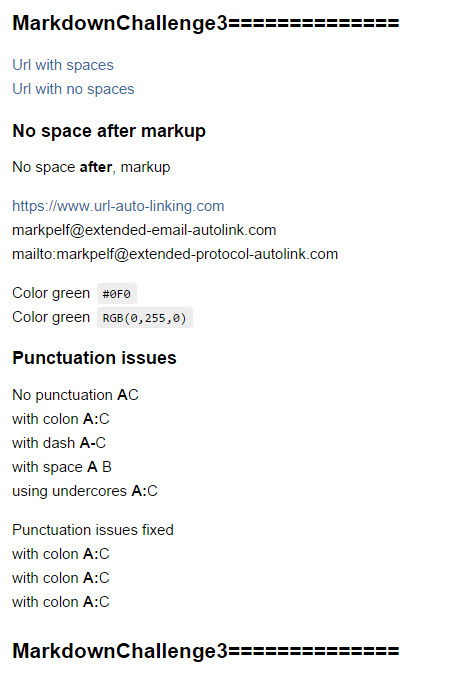 MarkdownChallenge3==============
Url with spaces
Url with no spaces
No space after markup
No space after, markup
https://www.url-auto-linking.com
markpelf@extended-email-autolink.com
mailto:markpelf@extended-protocol-autolink.com
Color green #0F0
Color green RGB(0,255,0)
Punctuation issues
No punctuation AC
with colon A:C
with dash A-C
with space A B
using undercores A:C
Punctuation issues fixed
with colon A:C
with colon A:C
with colon A:C
MarkdownChallenge3==============